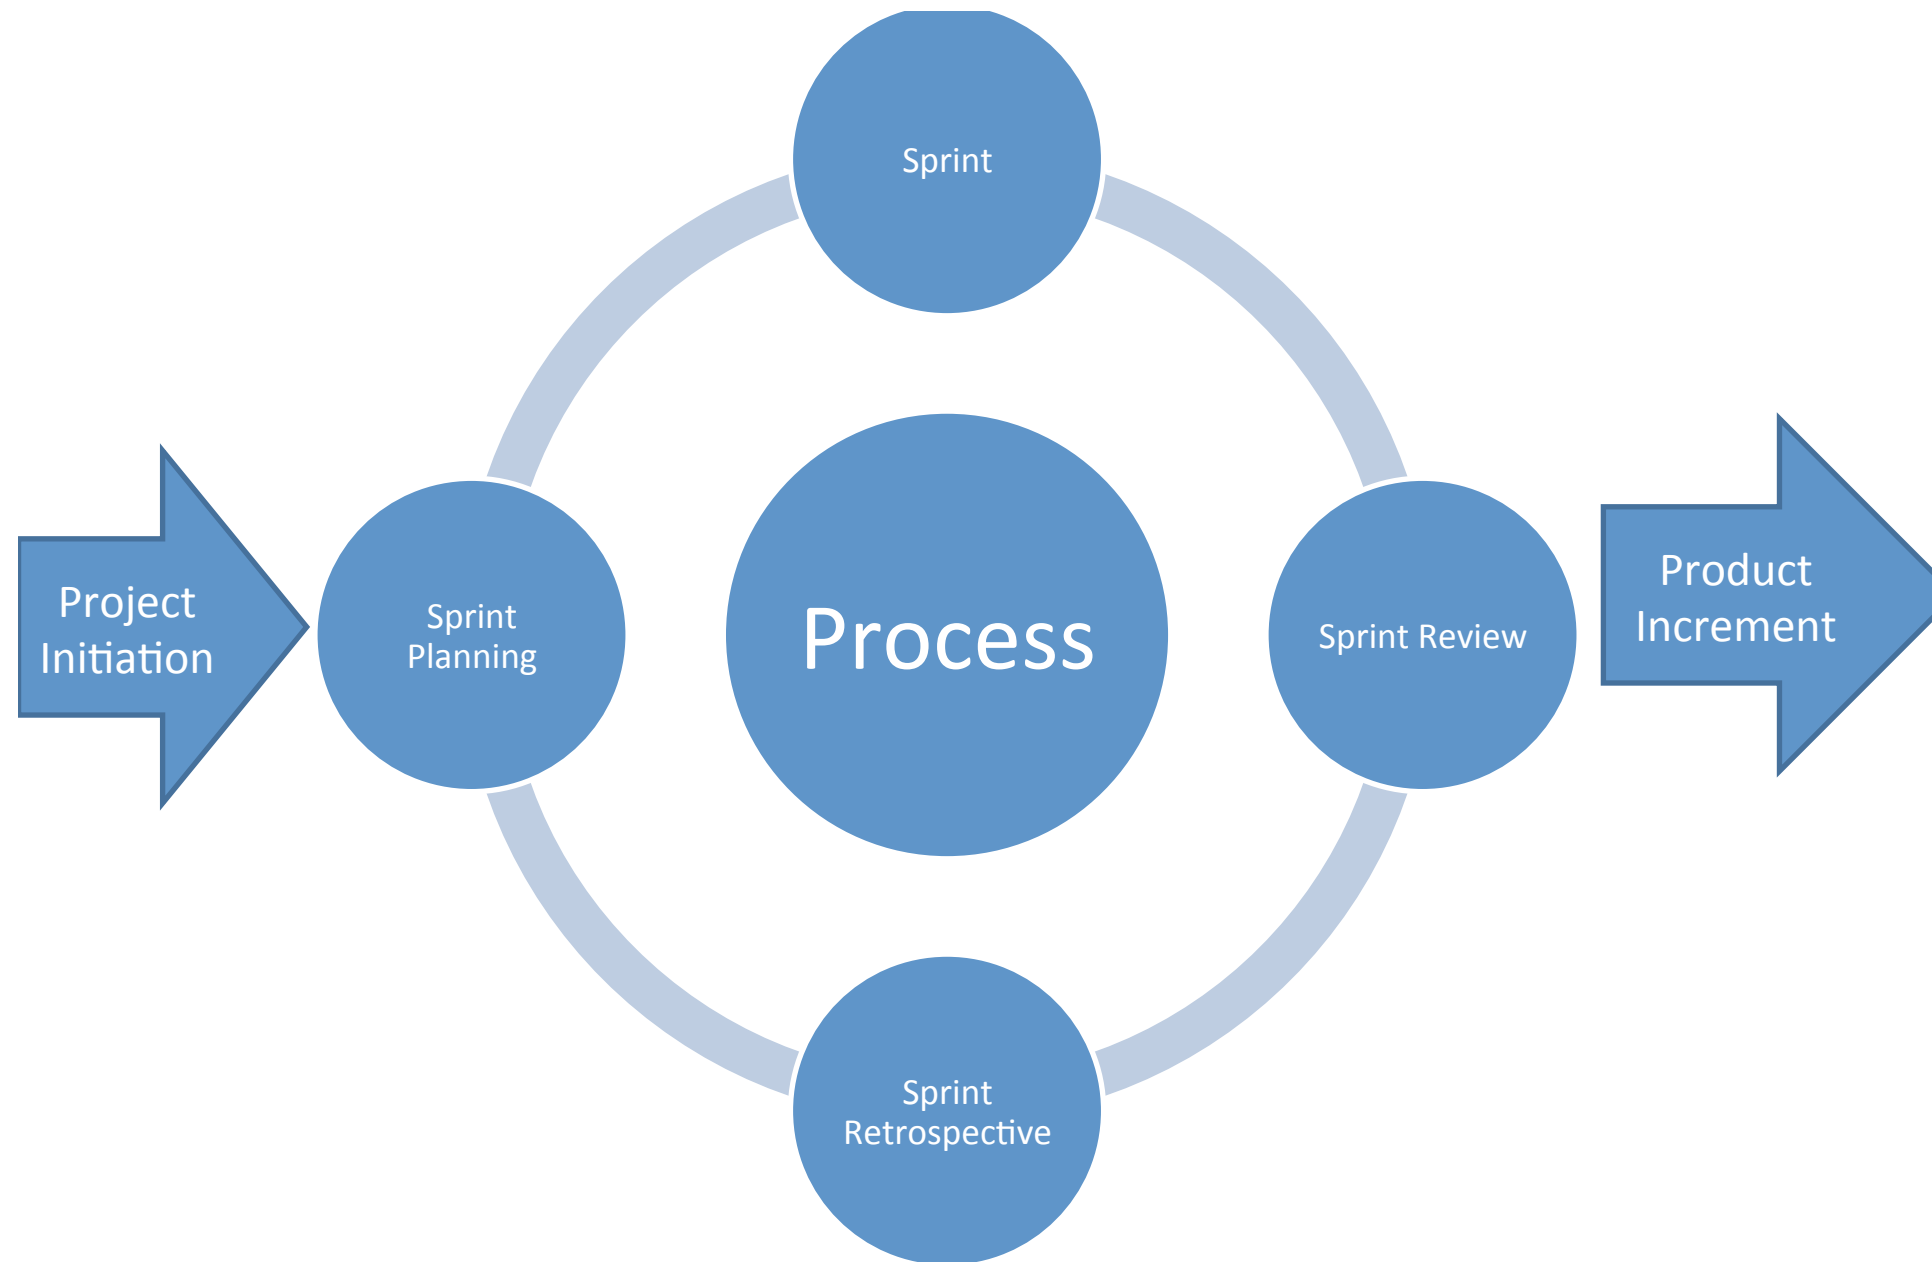 Sprint
Project
Initiation
Sprint
Planning
Process
Sprint Review
Product
Increment
Sprint
Retrospective